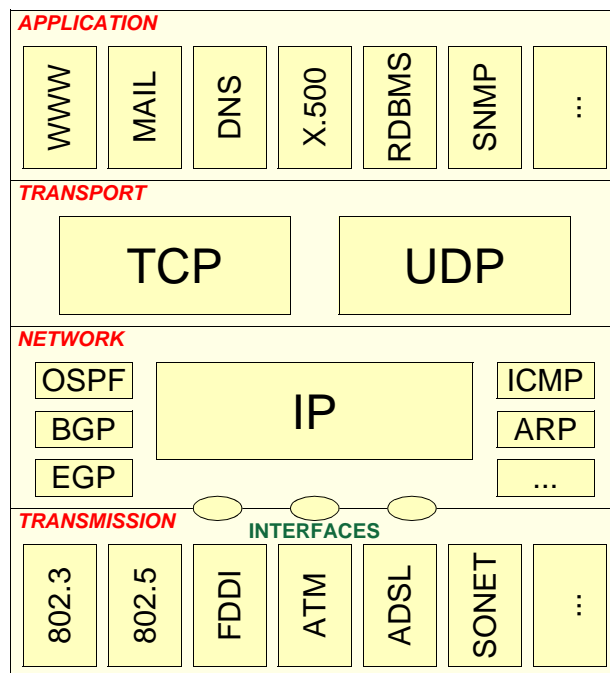 APPLICATION
WWW
MAIL
DNS
X.500
RDBMS
SNMP
...
TRANSPORT
TCP
UDP
NETWORK
OSPF
BGP
EGP
IP
ICMP
ARP
...
TRANSMISSION
INTERFACES
802.3
802.5
FDDI
ATM
ADSL
SONET
...